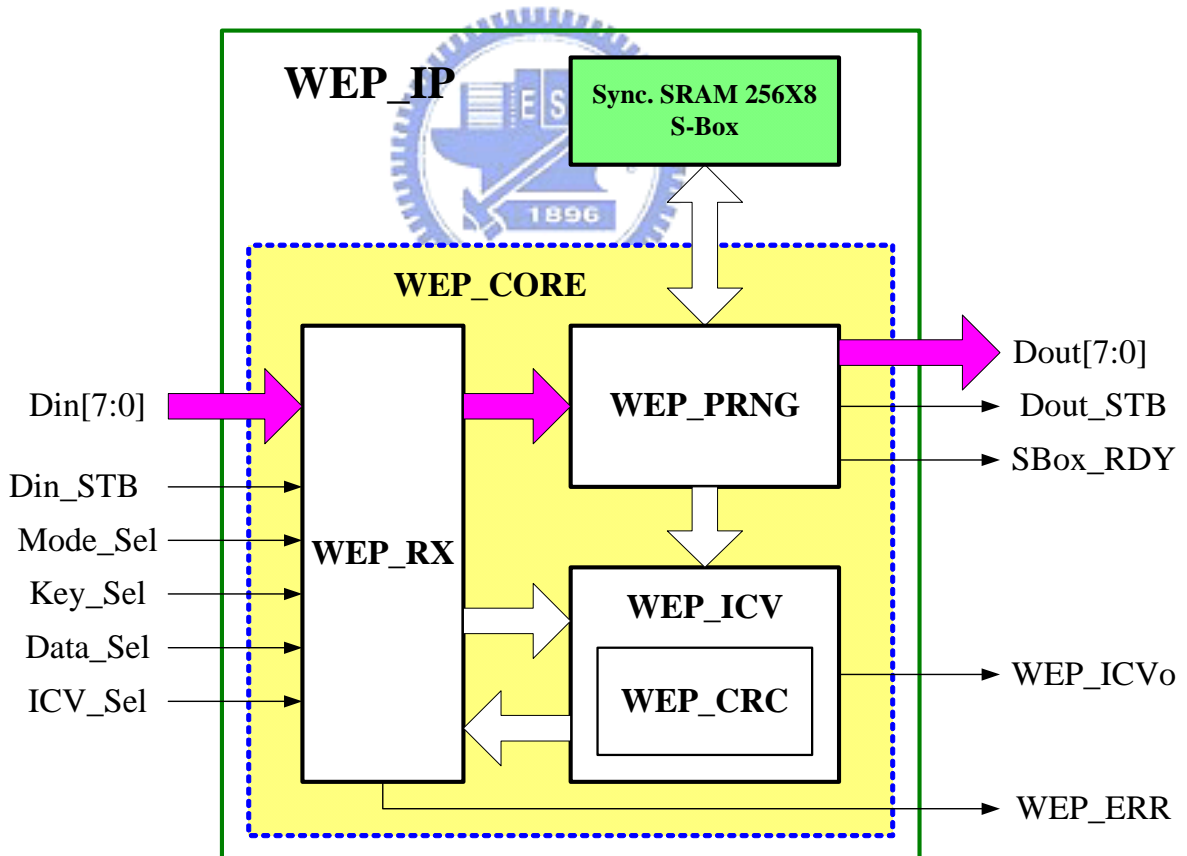 WEP_IP
Sync. SRAM 256X8
S-Box
ES
1896
WEP_CORE
Din[7:0]
Din_STB
Mode_Sel
Key_Sel
Data_Sel
ICV_Sel
WEP_RX
WEP_PRNG
WEP_ICV
WEP_CRC
Dout[7:0]
Dout_STB
SBox_RDY
WEP_ICVo
WEP_ERR